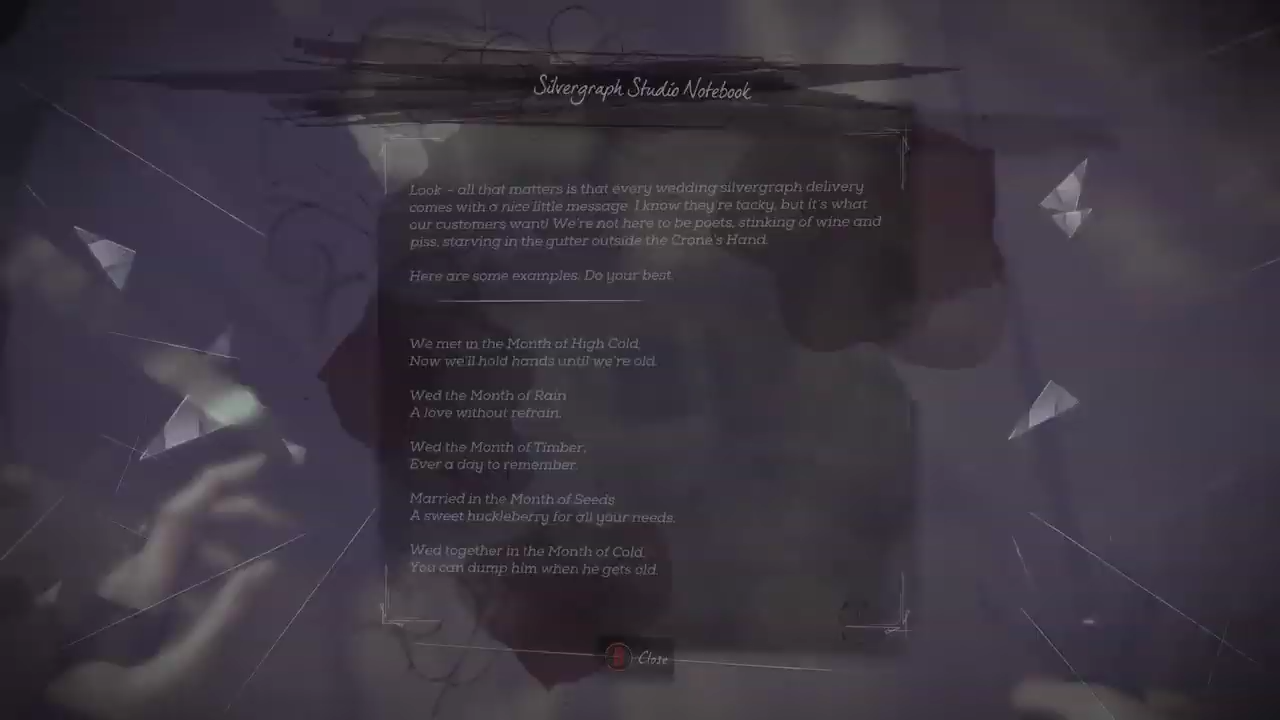 Silvergraph Studio Notebook
Look - all that matters is that every wedding silvergraph delivery
comes with a nice little message. I know they're tacky, but it's what
our customers want! We're not here to be poets, stinking of wine and
piss, starving in the gutter outside the Crone's Hand.
Here are some examples. Do your best.
We met in the Month of High Cold,
Now we'll hold hands until we're old.
Wed the Month of Rain
A love without refrain.
Wed the Month of Timber,
Ever a day to remember.
Married in the Month of Seeds
A sweet huckleberry for all your needs.
Wed together in the Month of Cold,
You can dump him when he gets old.
Close